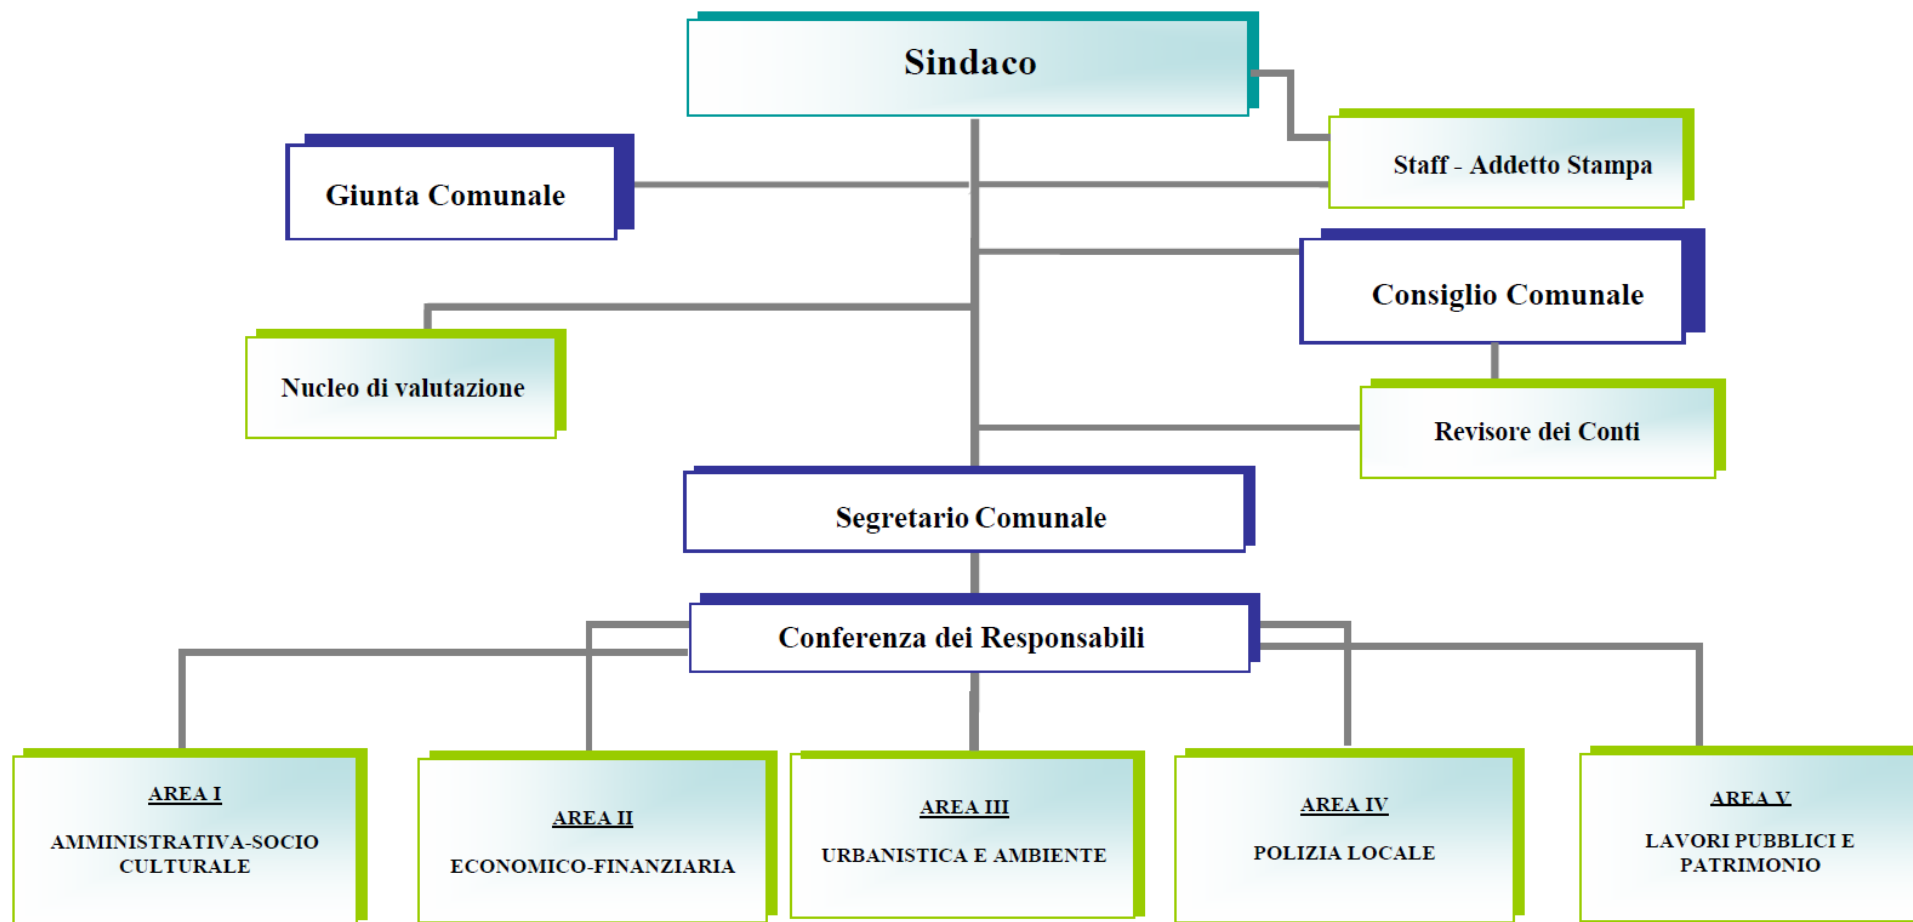 Sindaco
Staff - Addetto Stampa
Giunta Comunale
Consiglio Comunale
Nucleo di valutazione
Revisore dei Conti
Segretario Comunale
Conferenza dei Responsabili
AREA I
AMMINISTRATIVA-SOCIO
CULTURALE
AREA II
ECONOMICO-FINANZIARIA
AREA III
URBANISTICA E AMBIENTE
AREA IV
POLIZIA LOCALE
AREA V
LAVORI PUBBLICI E
PATRIMONIO